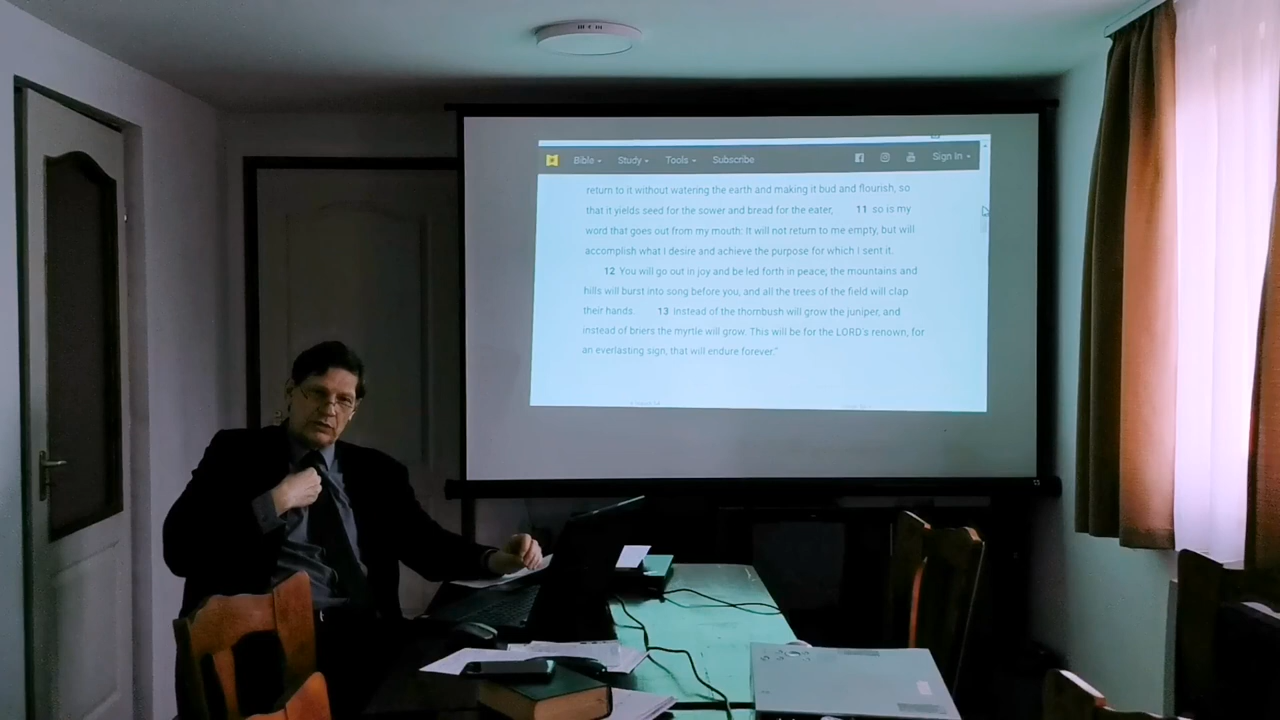 Bible Study Tools Subscribe Sign In
return to it without watering the earth and making it bud and flourish, so
that it yields seed for the sower and bread for the eater, 11 so is my
word that goes out from my mouth: It will not return to me empty, but will
accomplish what I desire and achieve the purpose for which I sent it.
12 You will go out in joy and be led forth in peace; the mountains and
hills will burst into song before you, and all the trees of the field will clap
their hands. 13 Instead of the thornbush will grow the juniper, and
instead of briers the myrtle will grow. This will be for the LORD's renown, for
an everlasting sign, that will endure forever."